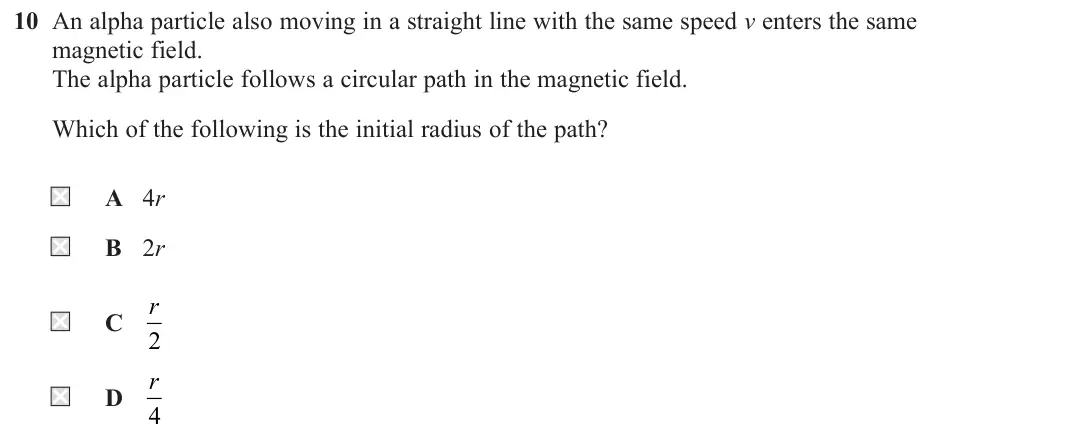 10 An alpha particle also moving in a straight line with the same speed v enters the same
magnetic field.
The alpha particle follows a circular path in the magnetic field.
Which of the following is the initial radius of the path?
A 4r
B 2r
C r/2
D r/4